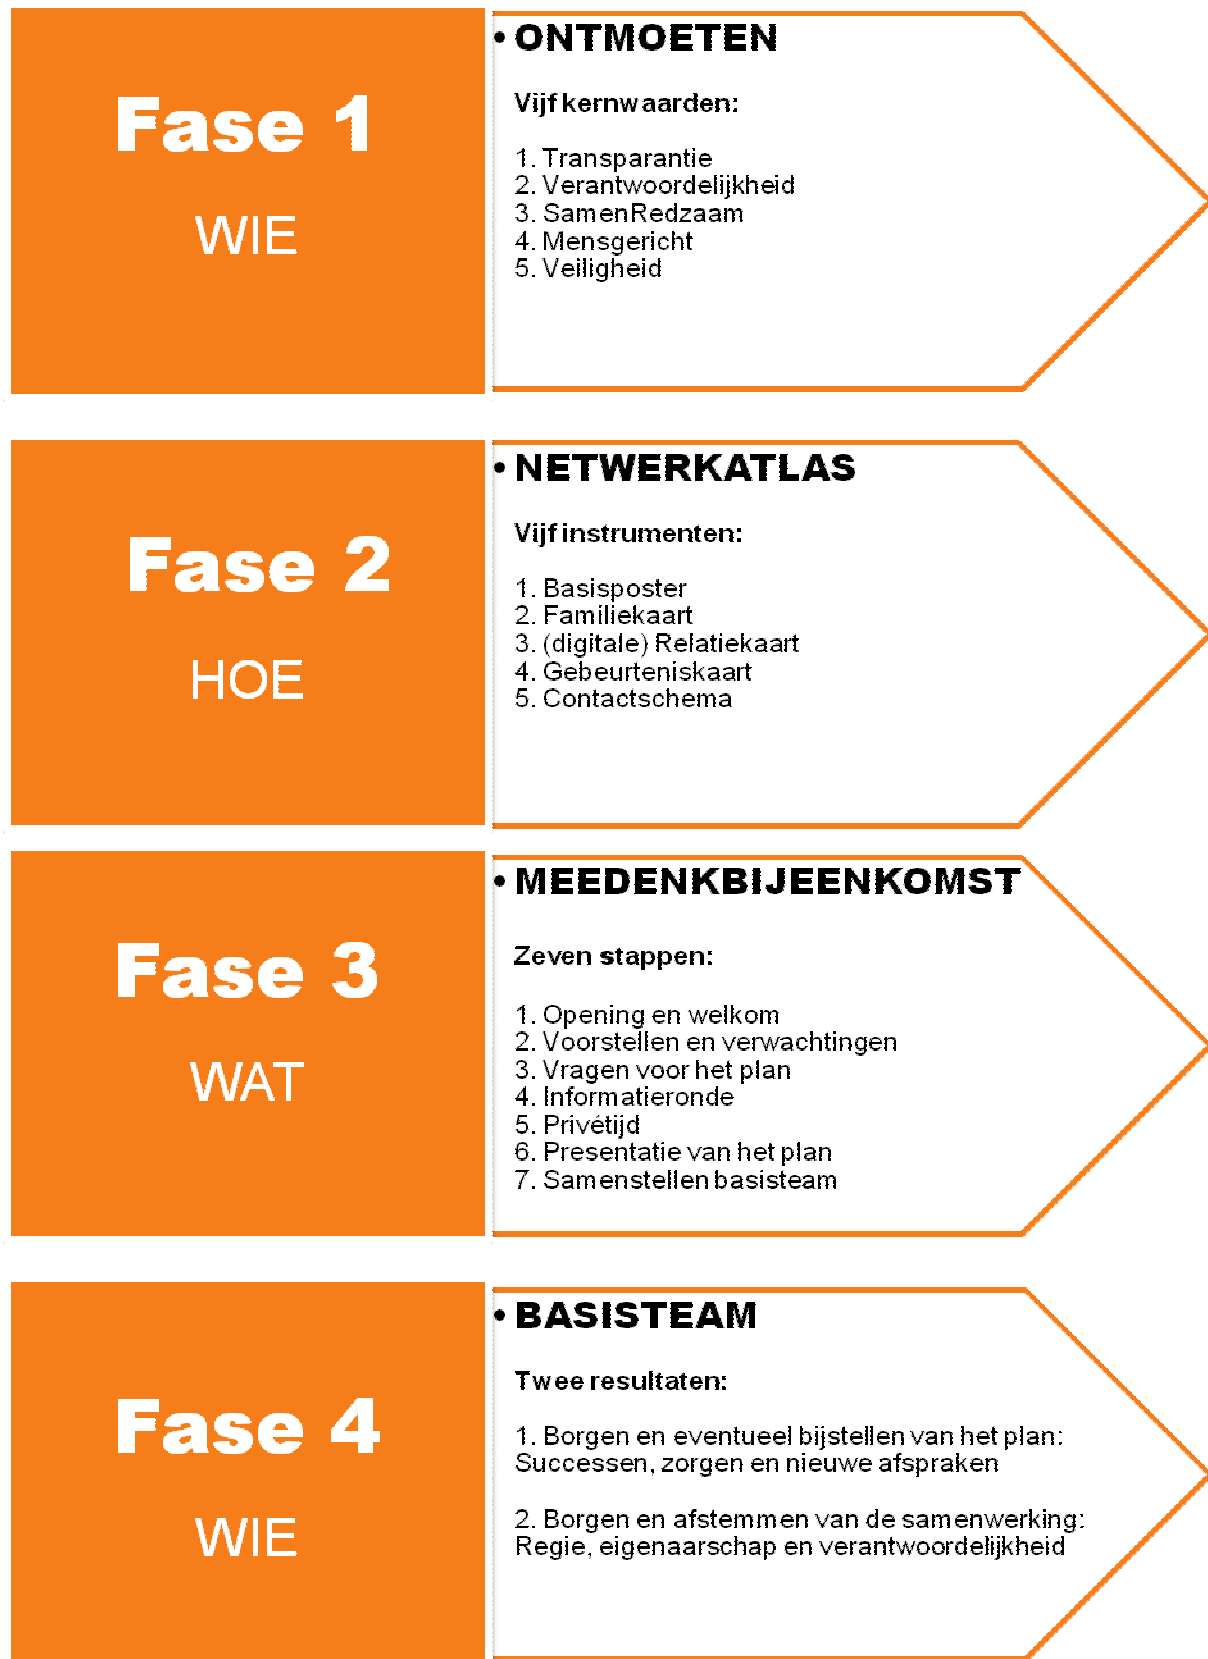 Fase 1
WIE
• ONTMOETEN
Vijf kernwaarden:
1. Transparantie
2. Verantwoordelijkheid
3. SamenRedzaam
4. Mensgericht
5. Veiligheid
Fase 2
HOE
• NETWERKATLAS
Vijf instrumenten:
1. Basisposter
2. Familiekaart
3. (digitale) Relatiekaart
4. Gebeurteniskaart
5. Contactschema
Fase 3
WAT
• MEEDENKBIJEENKOMST
Zeven stappen:
1. Opening en welkom
2. Voorstellen en verwachtingen
3. Vragen voor het plan
4. Informatieronde
5. Privétijd
6. Presentatie van het plan
7. Samenstellen basisteam
Fase 4
WIE
• BASISTEAM
Twee resultaten:
1. Borgen en eventueel bijstellen van het plan:
Successen, zorgen en nieuwe afspraken
2. Borgen en afstemmen van de samenwerking:
Regie, eigenaarschap en verantwoordelijkheid